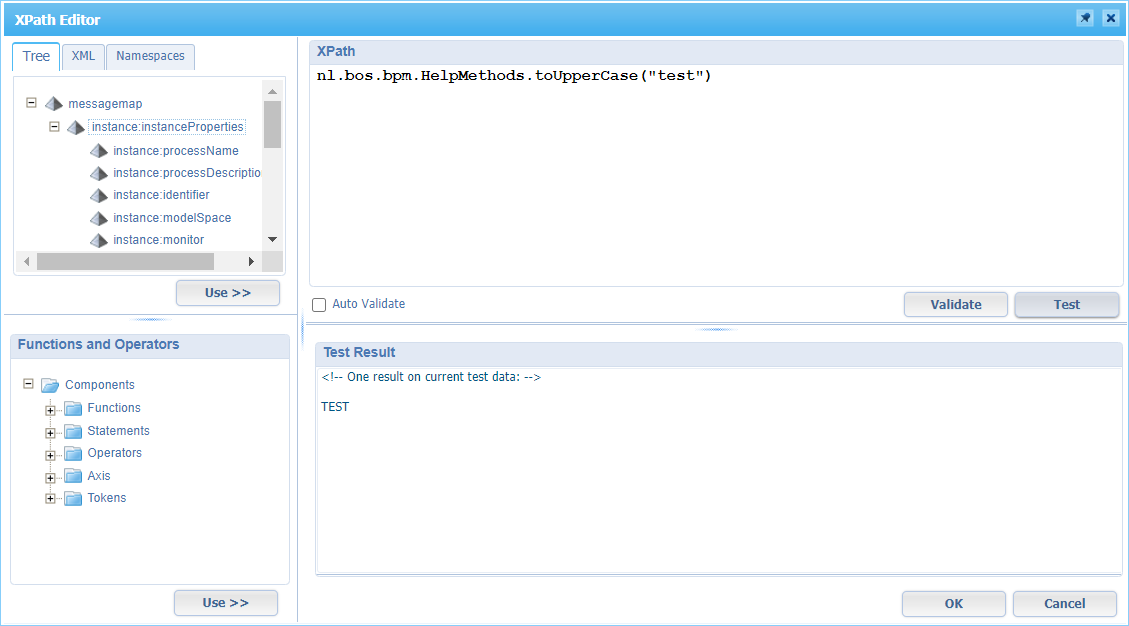 XPath Editor
Tree
XML
Namespaces
messagemap
instance:instanceProperties
instance:processName
instance:processDescriptio
instance:identifier
instance:modelSpace
instance:monitor
Use >>
Functions and Operators
Components
Functions
Statements
Operators
Axis
Tokens
Use >>
XPath
nl.bos.bpm.HelpMethods.toUpperCase("test")
Auto Validate
Validate
Test
Test Result
<!-- One result on current test data: -->
TEST
OK
Cancel